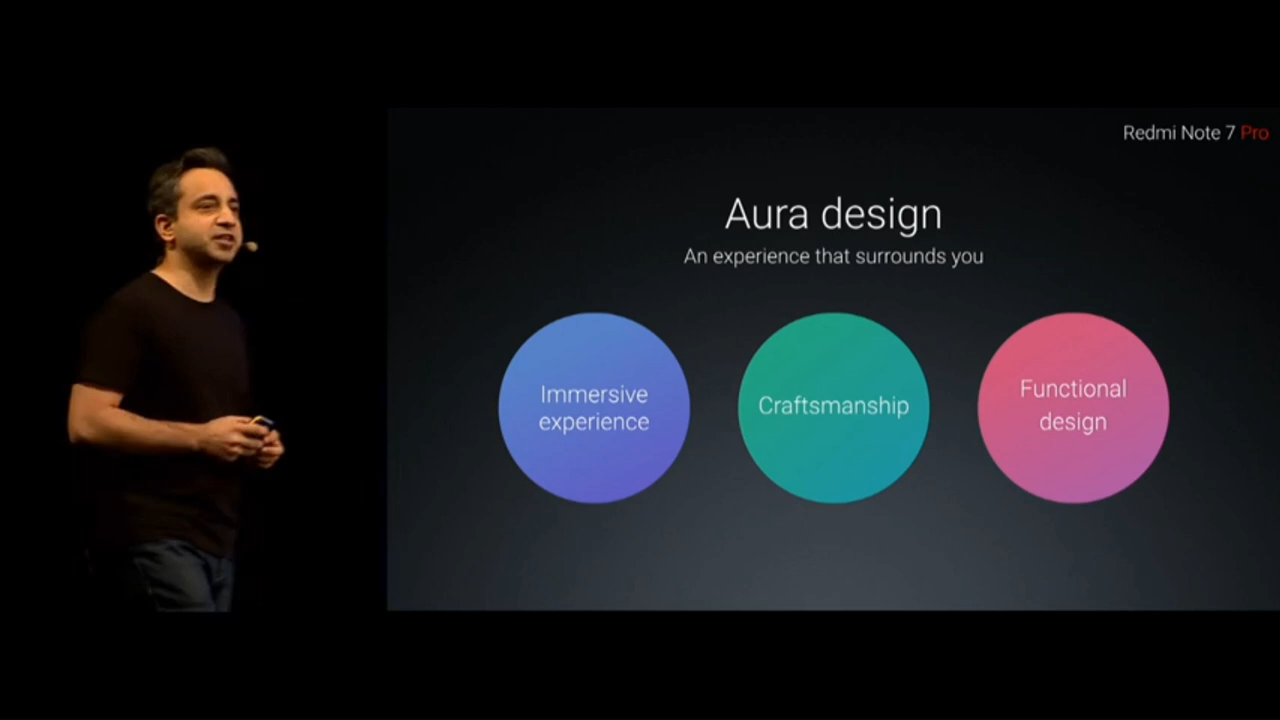 Redmi Note 7 Pro
Aura design
An experience that surrounds you
Immersive
experience
Craftsmanship
Functional
design